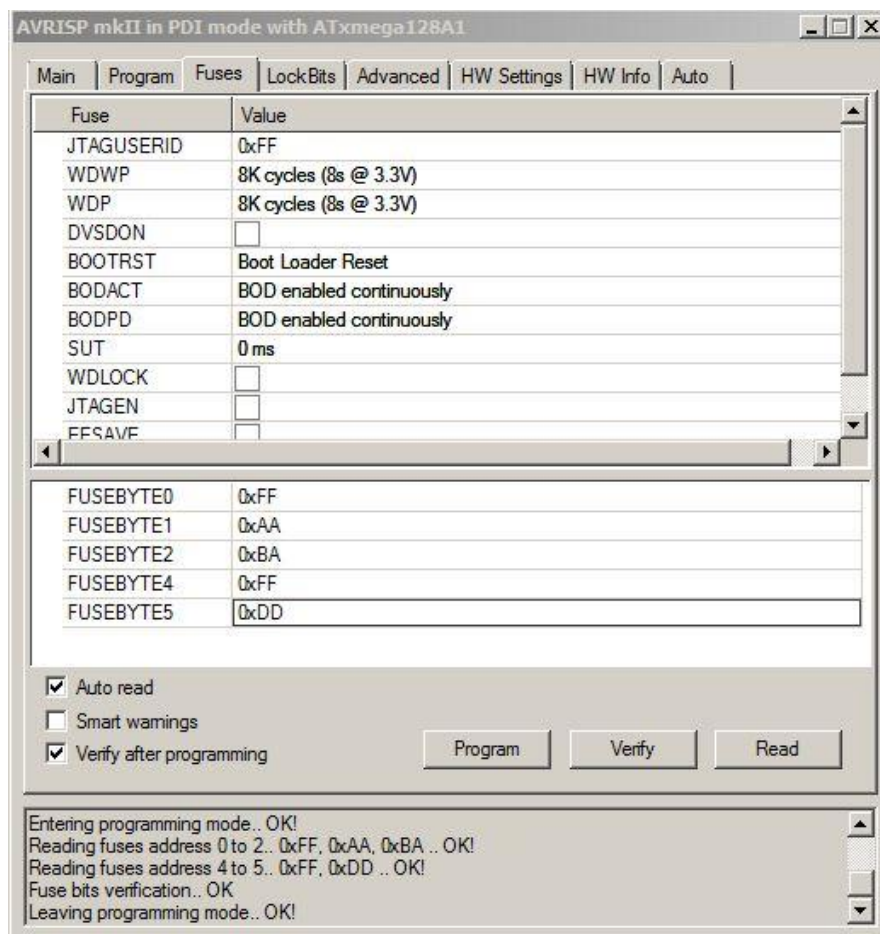 AVRISP mkII in PDI mode with ATxmega128A1
Main Program Fuses LockBits Advanced HW Settings HW Info Auto
Fuse Value
JTAGUSERID 0xFF
WDWP 8K cycles (8s @ 3.3V)
WDP 8K cycles (8s @ 3.3V)
DVSDON
BOOTRST Boot Loader Reset
BODACT BOD enabled continuously
BODPD BOD enabled continuously
SUT 0 ms
WDLOCK
JTAGEN
EESAVE
FUSEBYTE0 0xFF
FUSEBYTE1 0xAA
FUSEBYTE2 0xBA
FUSEBYTE4 0xFF
FUSEBYTE5 0xDD
Auto read
Smart warnings
Verify after programming
Program Verify Read
Entering programming mode.. OK!
Reading fuses address 0 to 2.. 0xFF, 0xAA, 0xBA .. OK!
Reading fuses address 4 to 5.. 0xFF, 0xDD .. OK!
Fuse bits verification.. OK
Leaving programming mode.. OK!